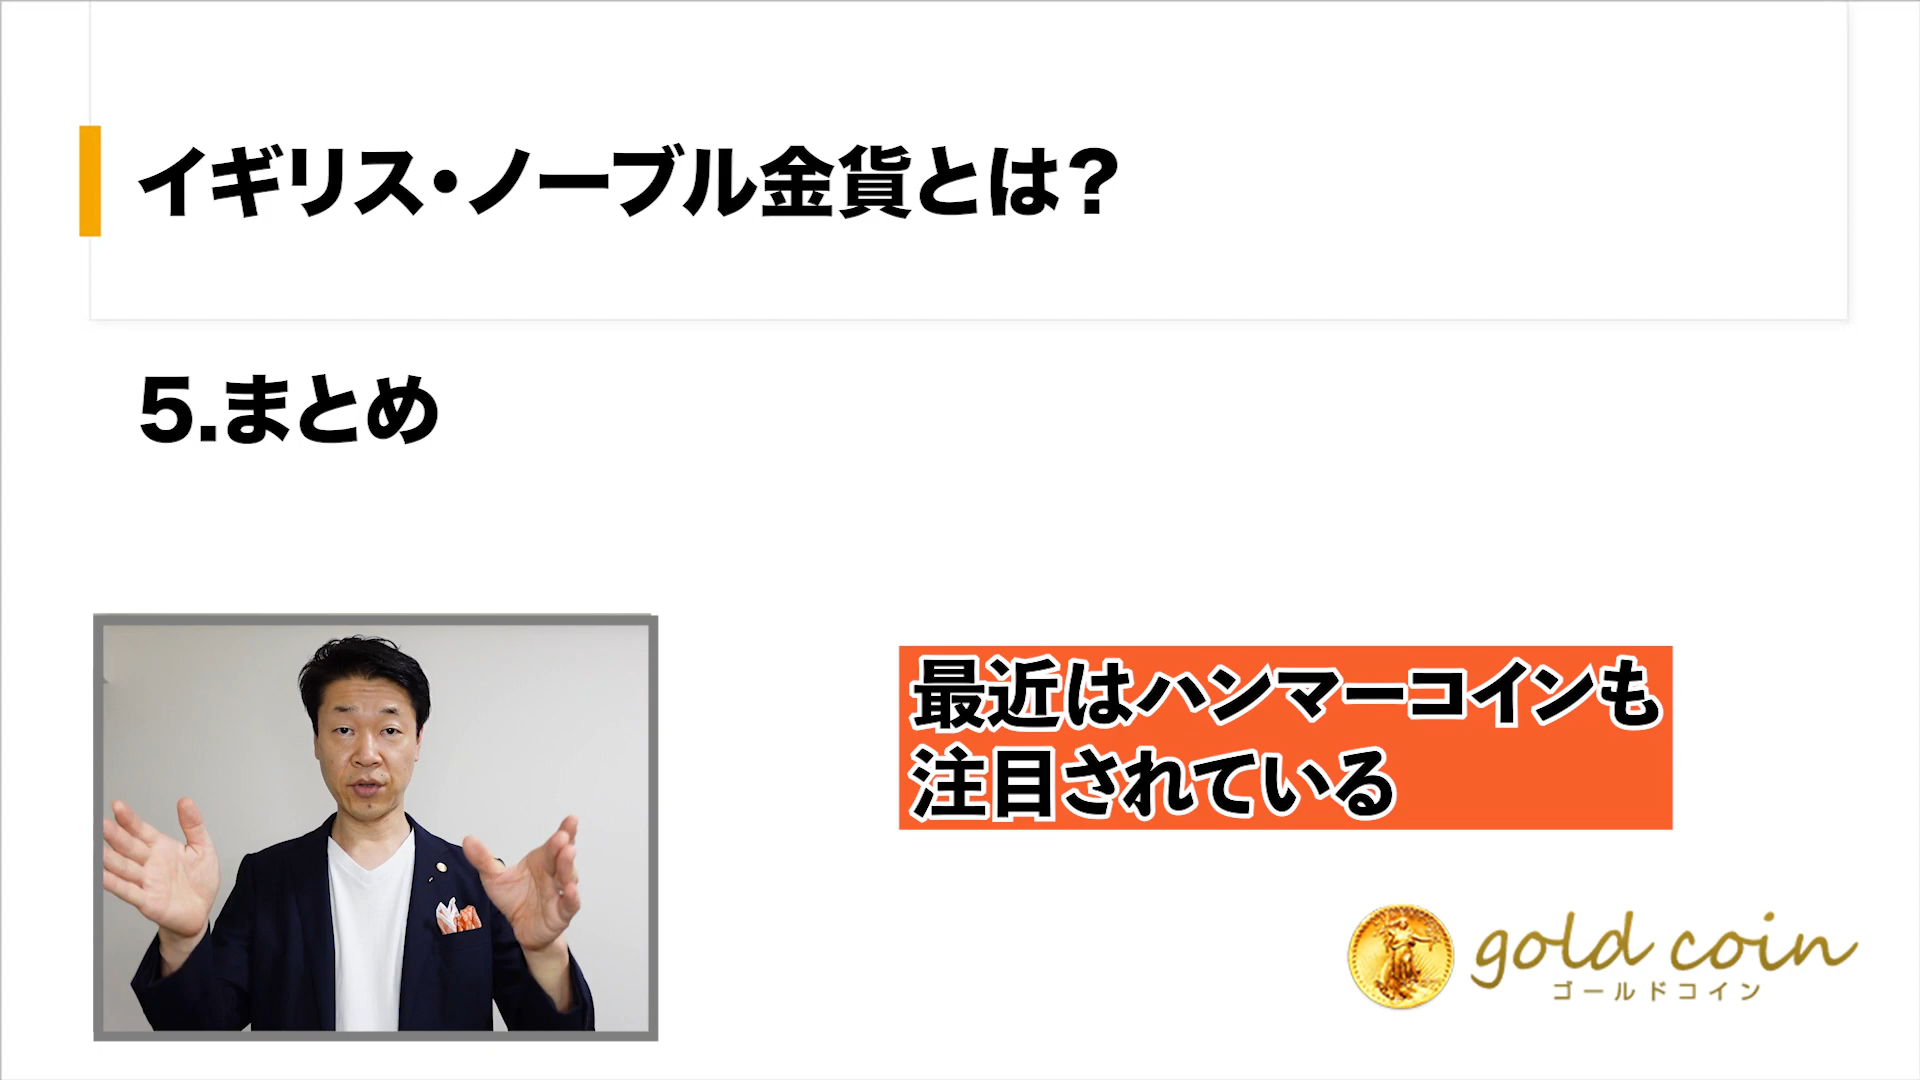 イギリス・ノーブル金貨とは？
5.まとめ
最近はハンマーコインも
注目されている
gold coin
ゴールドコイン